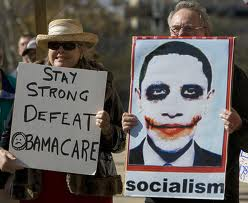 STAY
STRONG
DEFEAT
OBAMACARE
socialism